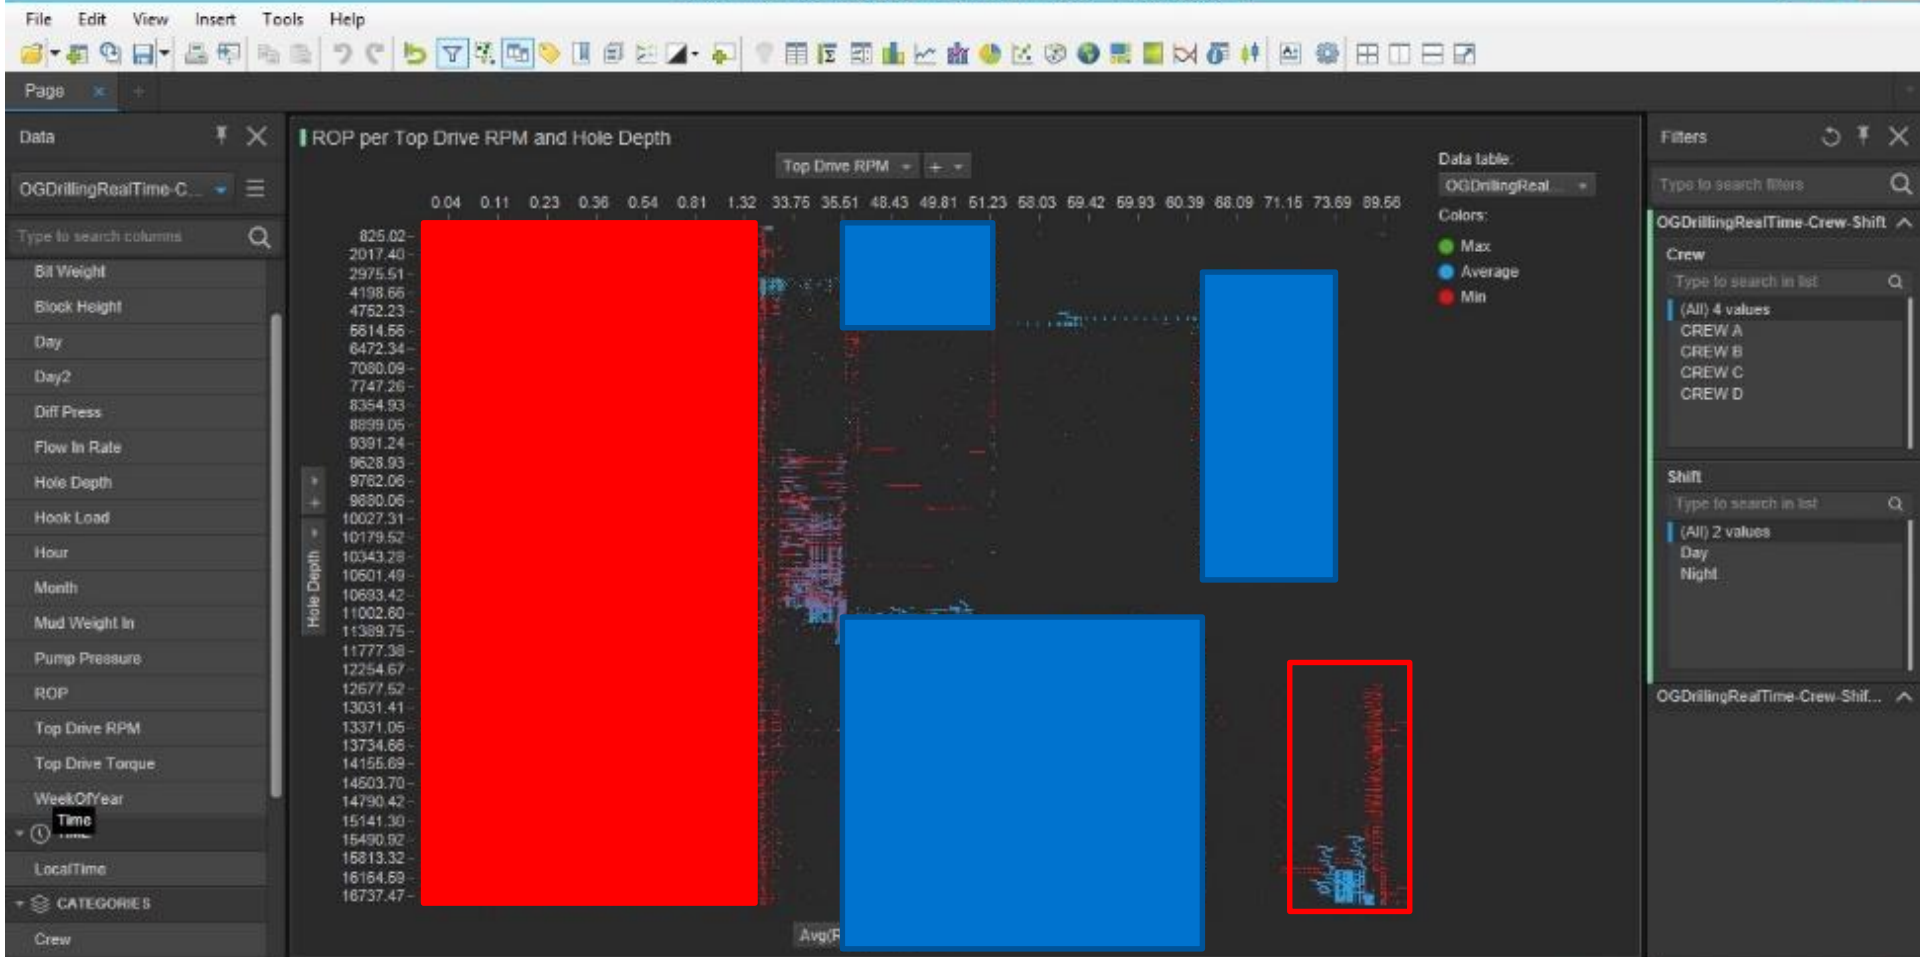 File Edit View Insert Tools Help
Page
Data
OGDrillingRealTime-C...
Type to search columns
Bit Weight
Block Height
Day
Day2
Diff Press
Flow In Rate
Hole Depth
Hook Load
Hour
Month
Mud Weight In
Pump Pressure
ROP
Top Drive RPM
Top Drive Torque
WeekOfYear
Time
LocalTime
CATEGORIES
Crew
ROP per Top Drive RPM and Hole Depth
Top Drive RPM
0.04 0.11 0.23 0.36 0.54 0.81 1.32 33.75 35.51 48.43 49.81 51.23 58.03 59.42 59.93 60.39 68.09 71.15 73.69 89.56
Hole Depth
825.02
2017.40
2975.51
4198.66
4752.23
5614.56
6472.34
7080.09
7747.26
8354.93
8899.05
9391.24
9628.93
9762.06
9880.06
10027.31
10179.52
10343.28
10501.49
10693.42
11002.60
11389.75
11777.38
12254.67
12677.52
13031.41
13371.05
13734.66
14155.69
14503.70
14790.42
15141.30
15490.92
15813.32
16164.59
16737.47
Data table:
OGDrillingReal...
Colors:
Max
Average
Min
Filters
Type to search filters
OGDrillingRealTime-Crew-Shift
Crew
Type to search in list
(All) 4 values
CREW A
CREW B
CREW C
CREW D
Shift
Type to search in list
(All) 2 values
Day
Night
OGDrillingRealTime-Crew-Shif...